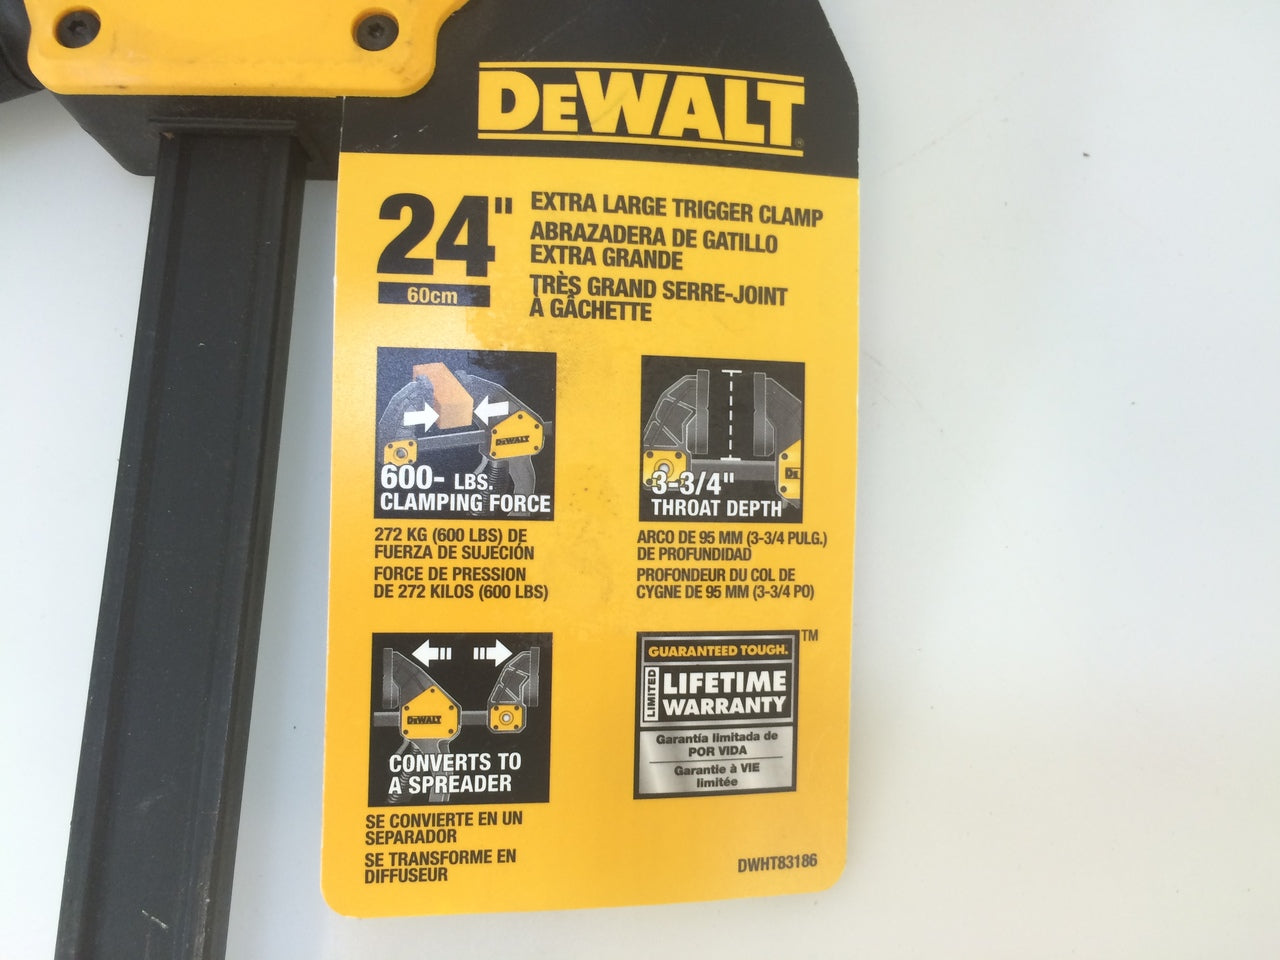 DEWALT
24"
60cm
EXTRA LARGE TRIGGER CLAMP
ABRAZADERA DE GATILLO
EXTRA GRANDE
TRÈS GRAND SERRE-JOINT
À GÂCHETTE
DEWALT
600- LBS.
CLAMPING FORCE
272 KG (600 LBS) DE
FUERZA DE SUJECIÓN
FORCE DE PRESSION
DE 272 KILOS (600 LBS)
DE
3-3/4"
THROAT DEPTH
ARCO DE 95 MM (3-3/4 PULG.)
DE PROFUNDIDAD
PROFONDEUR DU COL DE
CYGNE DE 95 MM (3-3/4 PO)
DEWALT
CONVERTS TO
A SPREADER
SE CONVIERTE EN UN
SEPARADOR
SE TRANSFORME EN
DIFFUSEUR
GUARANTEED TOUGH.
TM
LIMITED
LIFETIME
WARRANTY
Garantía limitada de
POR VIDA
Garantie à VIE
limitée
DWHT83186